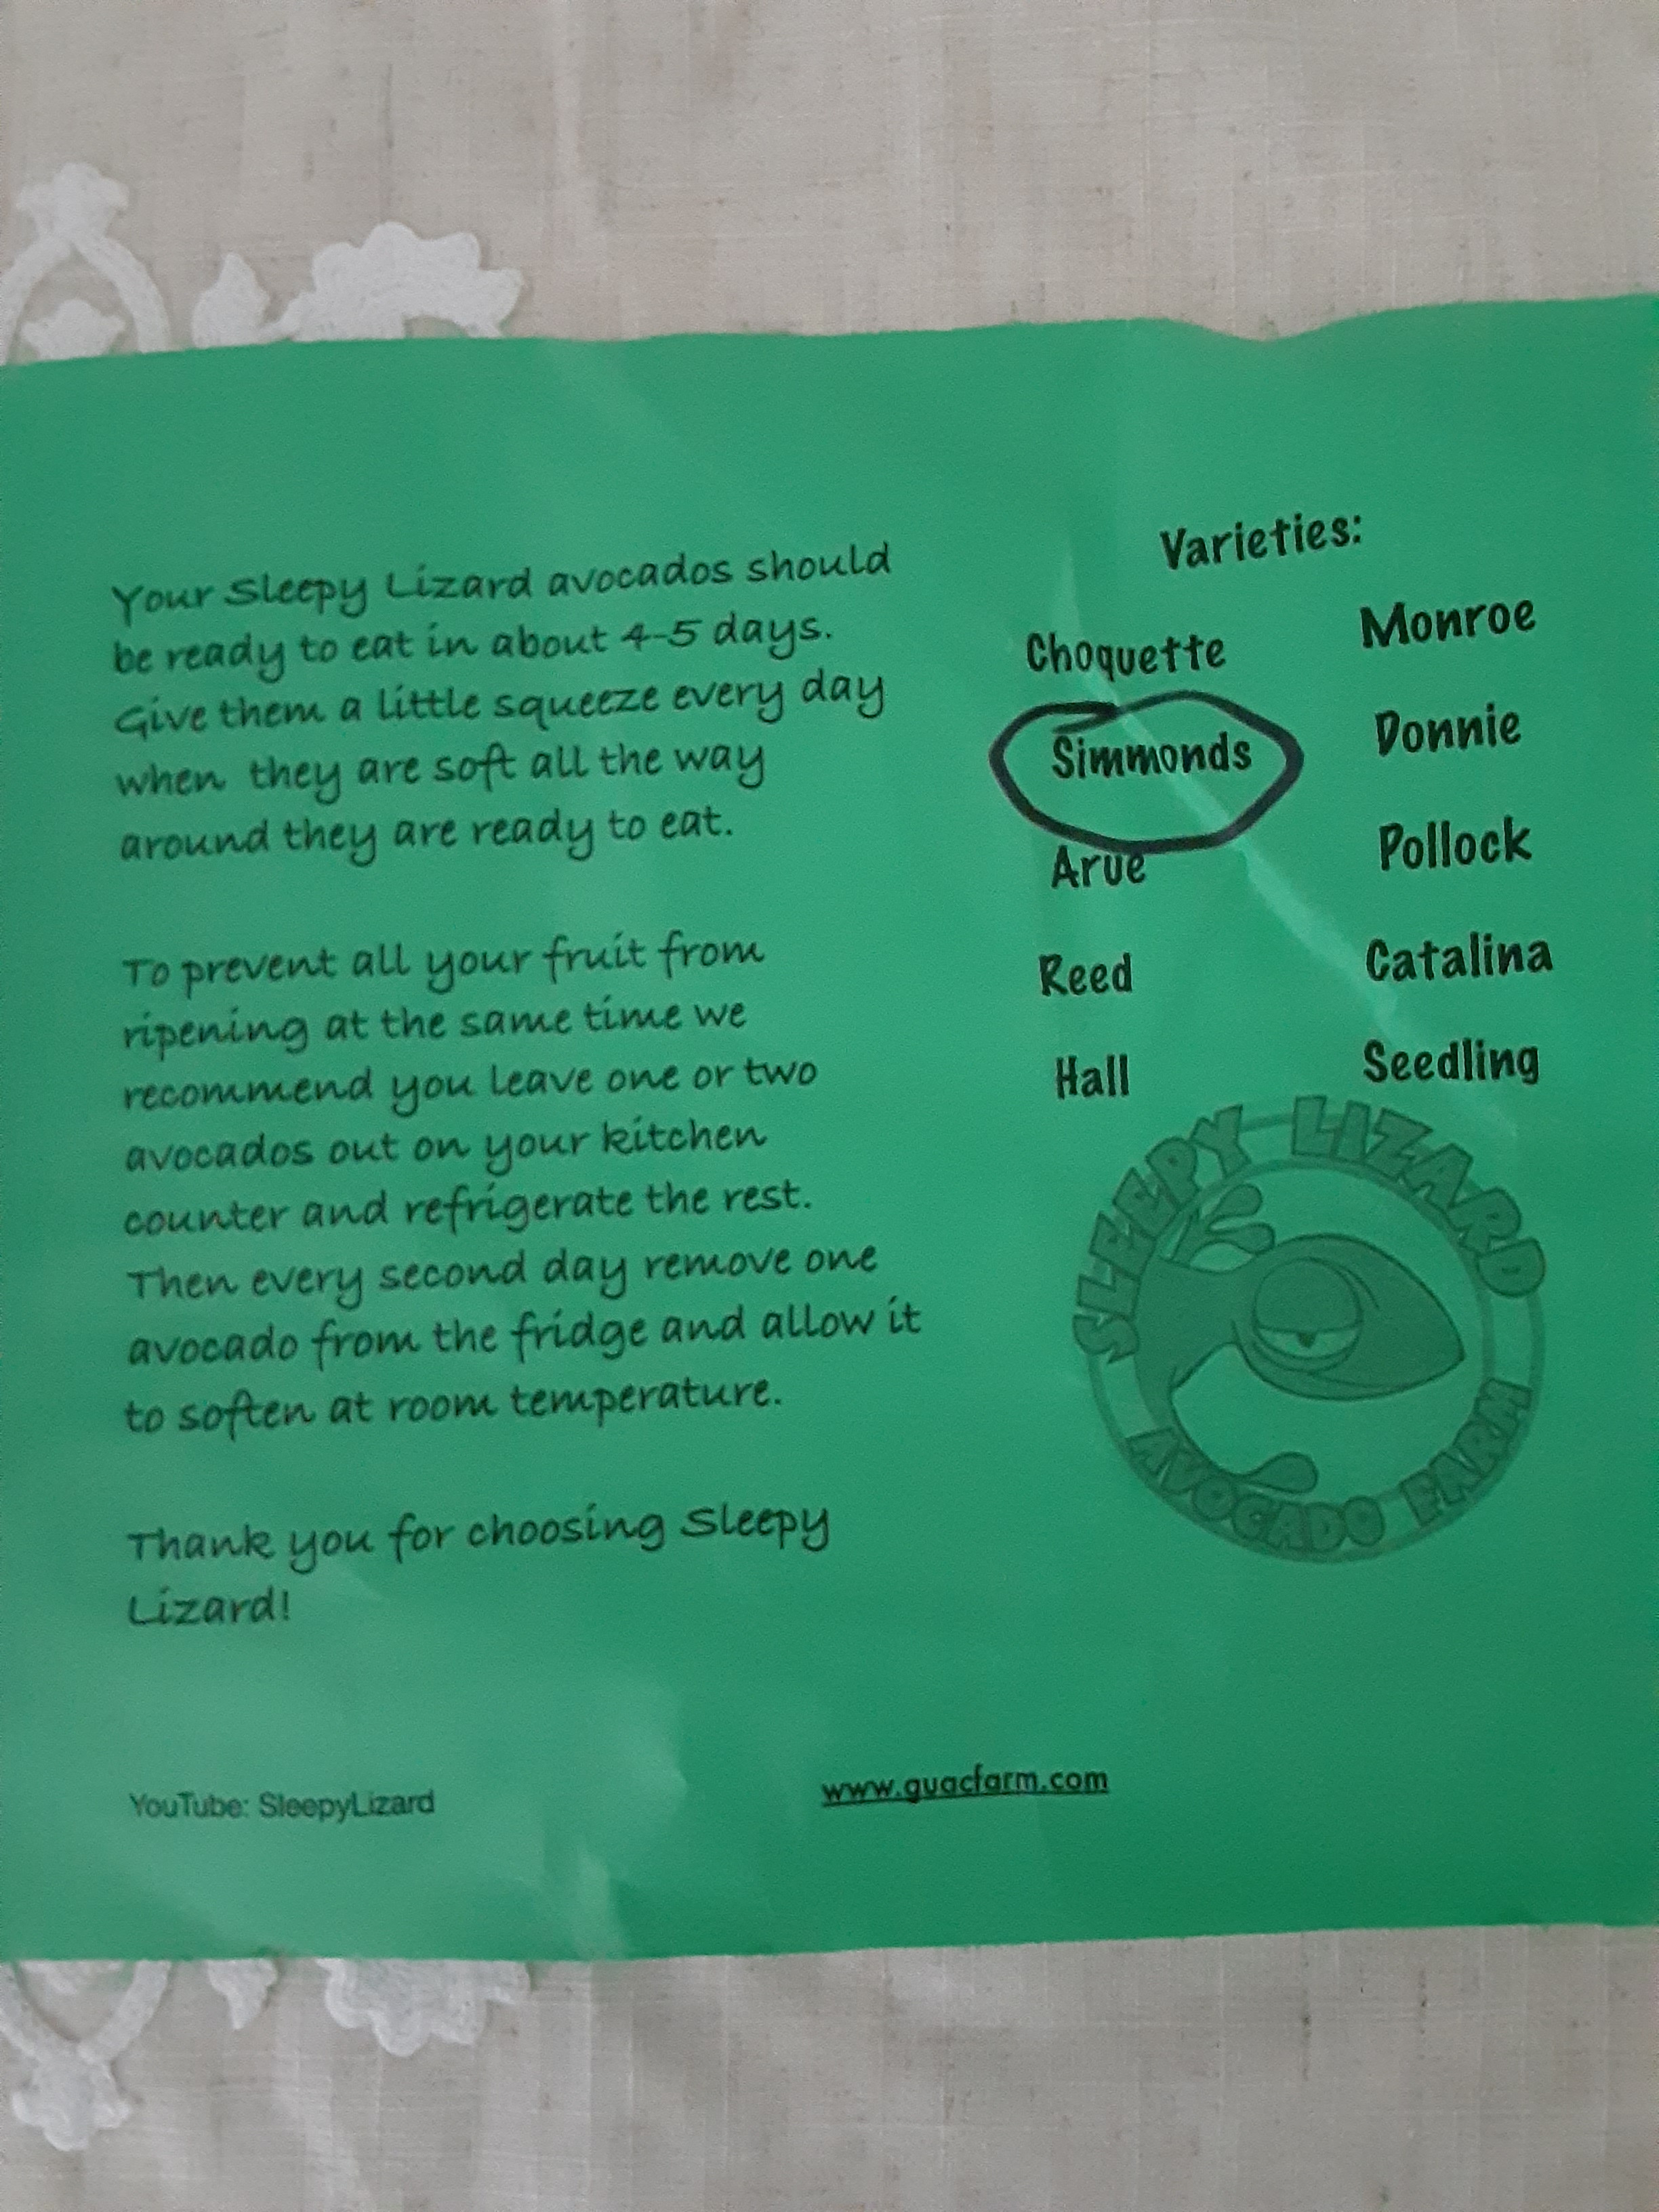 Your Sleepy Lizard avocados should
be ready to eat in about 4-5 days.
Give them a little squeeze every day
when they are soft all the way
around they are ready to eat.
To prevent all your fruit from
ripening at the same time we
recommend you leave one or two
avocados out on your kitchen
counter and refrigerate the rest.
Then every second day remove one
avocado from the fridge and allow it
to soften at room temperature.
Thank you for choosing Sleepy
Lizard!
Varieties:
Choquette
Simmonds
Arue
Reed
Hall
Monroe
Donnie
Pollock
Catalina
Seedling
SLEEPY LIZARD
AVOCADO FARM
YouTube: SleepyLizard
www.guacfarm.com